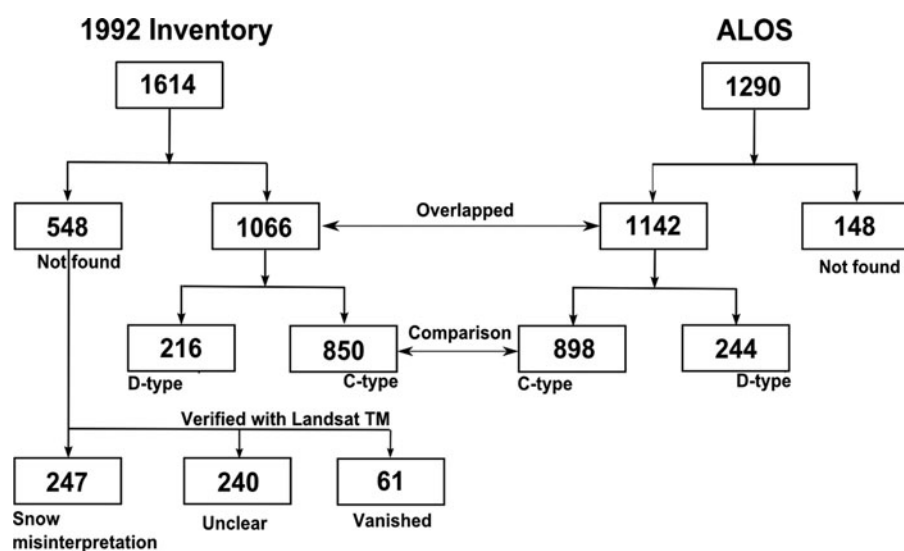 1992 Inventory ALOS
1614 1290
548 1066 Overlapped 1142 148
Not found Not found
216 850 Comparison 898 244
D-type C-type C-type D-type
Verified with Landsat TM
247 240 61
Snow Unclear Vanished
misinterpretation